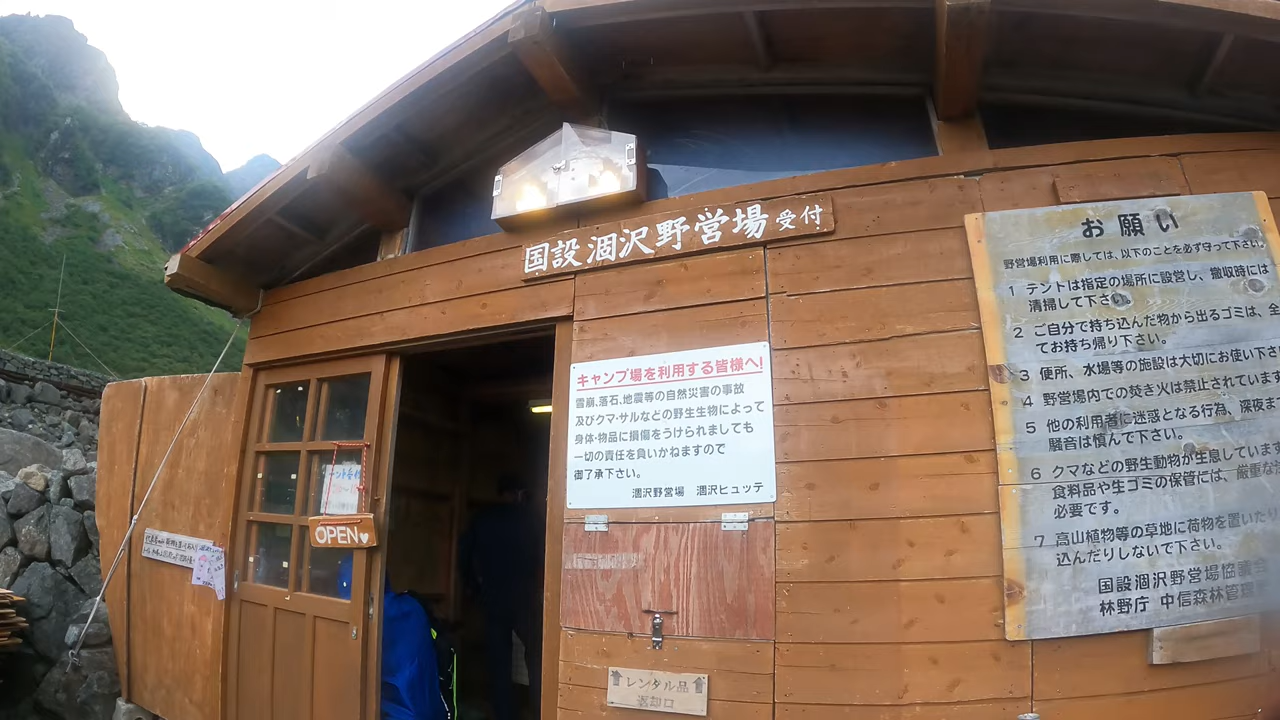 国設涸沢野営場 受付
OPEN
キャンプ場を利用する皆様へ!
雪崩、落石、地震等の自然災害の事故
及びクマ・サルなどの野生生物によって
身体・物品に損傷をうけられましても
一切の責任を負いかねますので
御了承下さい。
涸沢野営場 涸沢ヒュッテ
レンタル品
返却口
お願い
野営場利用に際しては、以下のことを必ず守って下さい。
1 テントは指定の場所に設営し、撤収時には
清掃して下さい。
2 ご自分で持ち込んだ物から出るゴミは、全
てお持ち帰り下さい。
3 便所、水場等の施設は大切にお使い下さ
4 野営場内での焚き火は禁止されています
5 他の利用者に迷惑となる行為、深夜ま
騒音は慎んで下さい。
6 クマなどの野生動物が生息しています
食料品や生ゴミの保管には、厳重な
必要です。
7 高山植物等の草地に荷物を置いたり
込んだりしないで下さい。
国設涸沢野営場協議会
林野庁 中信森林管理